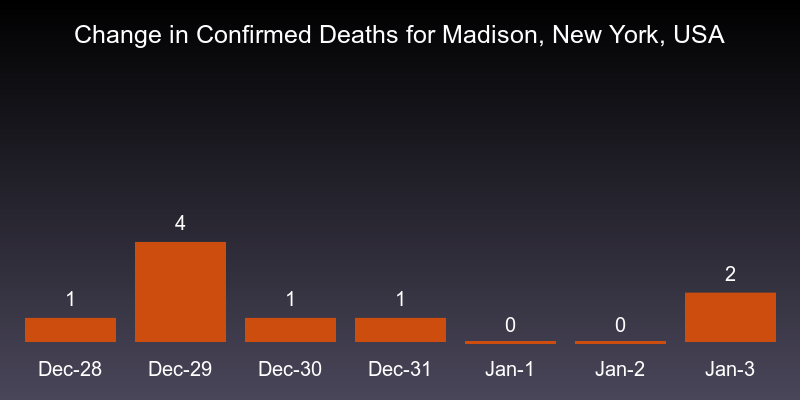 Change in Confirmed Deaths for Madison, New York, USA
4
2
1
1
1
0
0
Dec-28
Dec-29
Dec-30
Dec-31
Jan-1
Jan-2
Jan-3